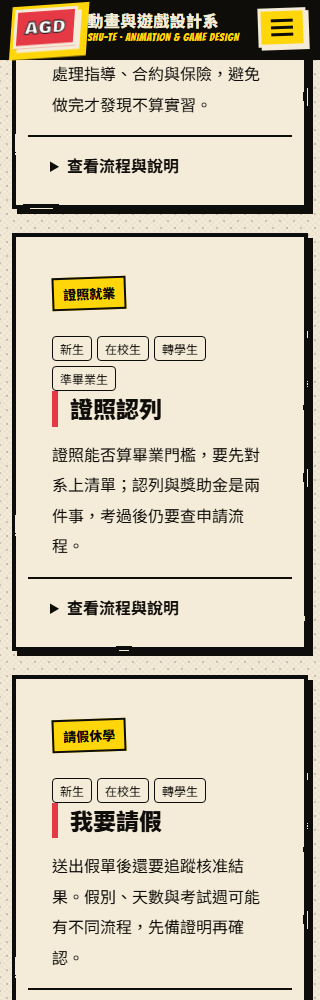 AGD
動畫與遊戲設計系
SHU-TE · ANIMATION & GAME DESIGN
處理指導、合約與保險，避免
做完才發現不算實習。
▶ 查看流程與說明
證照就業
新生 在校生 轉學生
準畢業生
證照認列
證照能否算畢業門檻，要先對
系上清單；認列與獎助金是兩
件事，考過後仍要查申請流
程。
▶ 查看流程與說明
請假休學
新生 在校生 轉學生
我要請假
送出假單後還要追蹤核准結
果。假別、天數與考試週可能
有不同流程，先備證明再確
認。